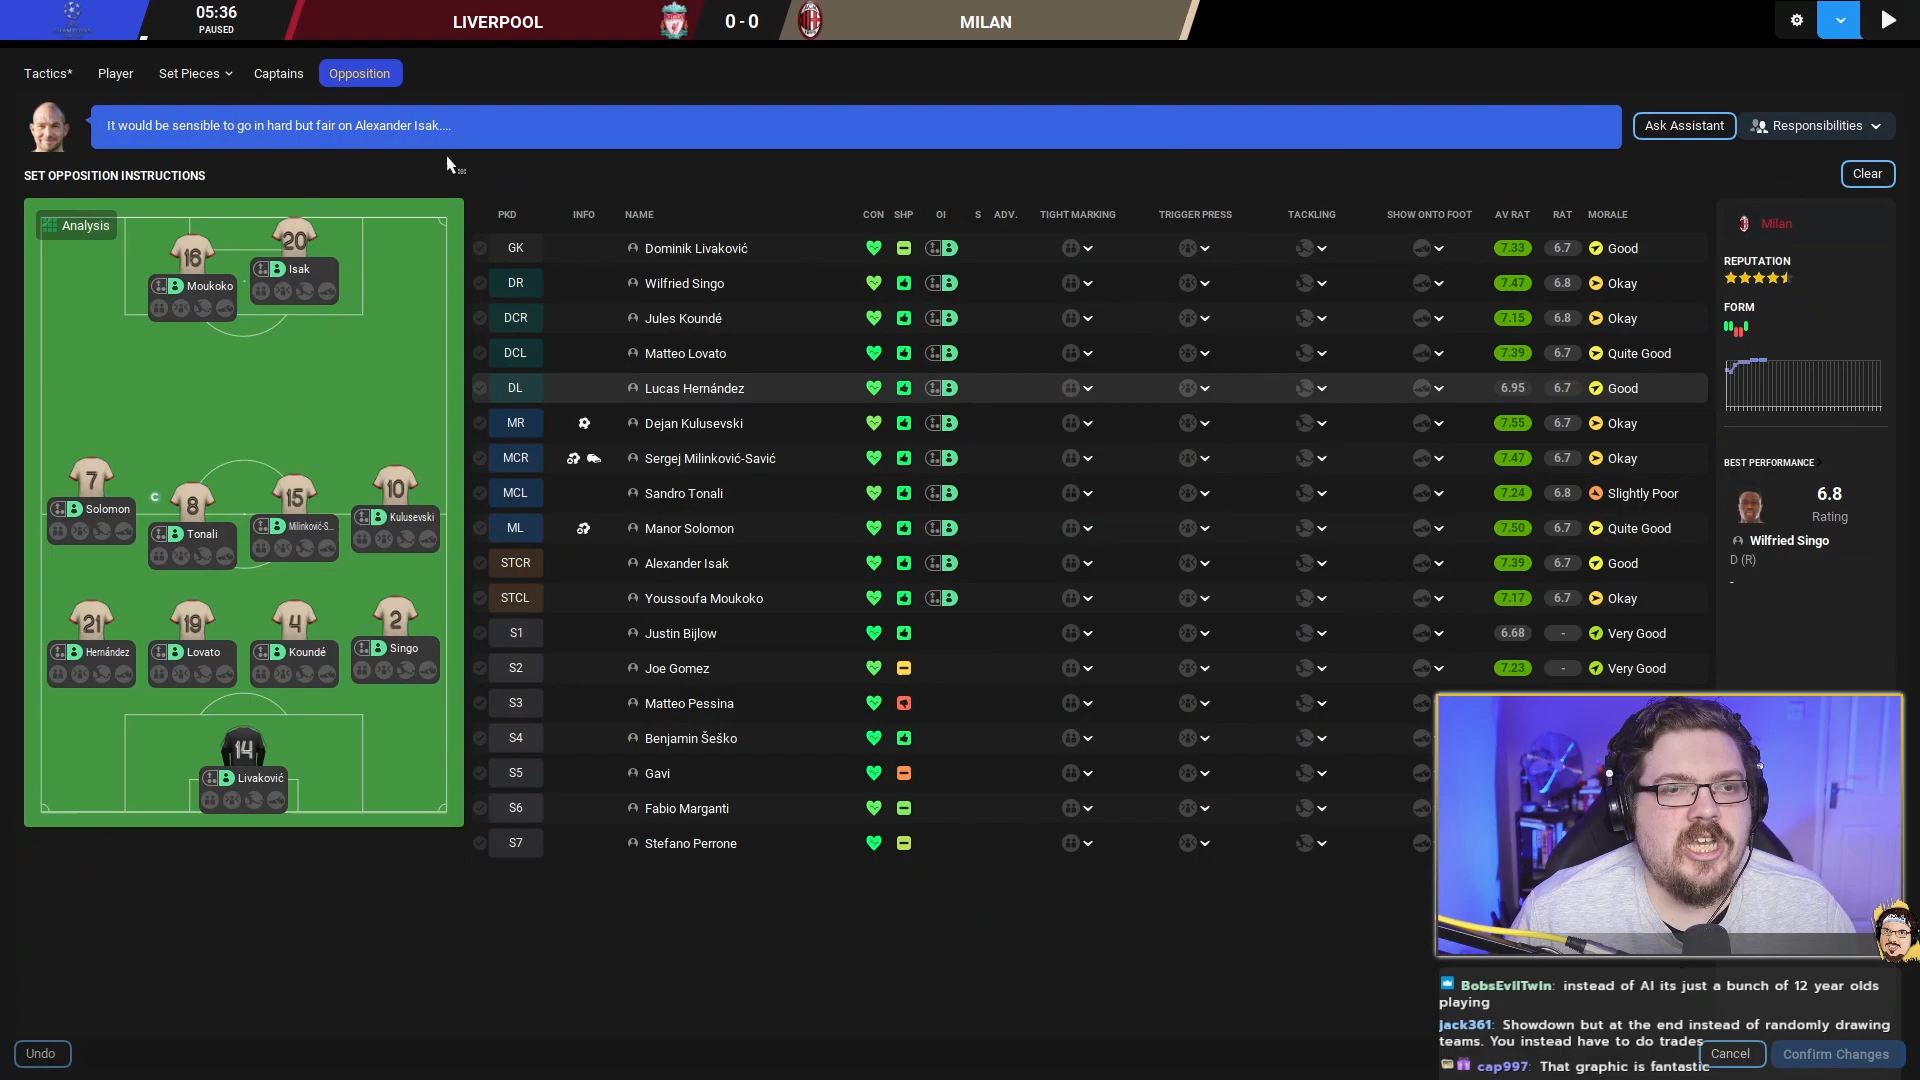 05:36
PAUSED
LIVERPOOL
0 - 0
MILAN
Tactics*
Player
Set Pieces
Captains
Opposition
It would be sensible to go in hard but fair on Alexander Isak....
Ask Assistant
Responsibilities
SET OPPOSITION INSTRUCTIONS
Clear
Analysis
16
Moukoko
20
Isak
7
Solomon
C
8
Tonali
15
Milinković-S...
10
Kulusevski
21
Hernández
19
Lovato
4
Koundé
2
Singo
14
Livaković
PKD INFO NAME CON SHP OI S ADV. TIGHT MARKING TRIGGER PRESS TACKLING SHOW ONTO FOOT AV RAT RAT MORALE
GK Dominik Livaković 7.33 6.7 Good
DR Wilfried Singo 7.47 6.8 Okay
DCR Jules Koundé 7.15 6.8 Okay
DCL Matteo Lovato 7.39 6.7 Quite Good
DL Lucas Hernández 6.95 6.7 Good
MR Dejan Kulusevski 7.55 6.7 Okay
MCR Sergej Milinković-Savić 7.47 6.7 Okay
MCL Sandro Tonali 7.24 6.8 Slightly Poor
ML Manor Solomon 7.50 6.7 Quite Good
STCR Alexander Isak 7.39 6.7 Good
STCL Youssoufa Moukoko 7.17 6.7 Okay
S1 Justin Bijlow 6.68 - Very Good
S2 Joe Gomez 7.23 - Very Good
S3 Matteo Pessina
S4 Benjamin Šeško
S5 Gavi
S6 Fabio Marganti
S7 Stefano Perrone
Milan
REPUTATION
FORM
BEST PERFORMANCE
6.8
Rating
Wilfried Singo
D (R)
-
BobsEvilTwin: instead of AI its just a bunch of 12 year olds
playing
jack361: Showdown but at the end instead of randomly drawing
teams. You instead have to do trades
cap997: That graphic is fantastic
Undo
Cancel
Confirm Changes